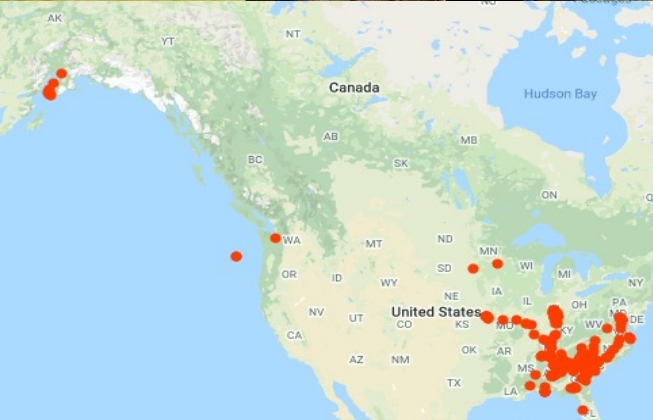 AK
YT
NT
Canada
Hudson Bay
AB
MB
BC
SK
ON
WA
MT
ND
MN
OR
ID
SD
WI
WY
MI
IA
NY
NE
NV
IL
OH
PA
United States
UT
CO
KS
MO
KY
WV
DE
CA
AZ
NM
OK
AR
MS
TX
LA